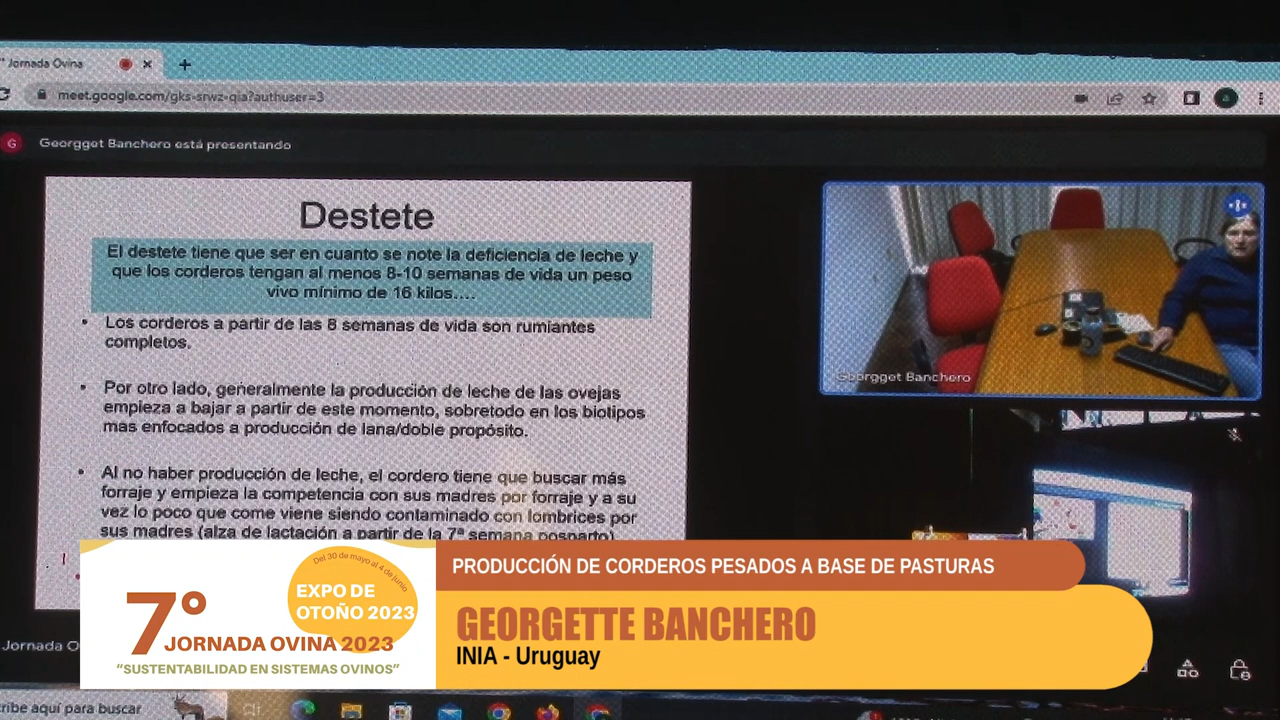 Jornada Ovina
meet.google.com/gks-srwz-qia?authuser=3
G
Georgget Banchero está presentando
Destete
El destete tiene que ser en cuanto se note la deficiencia de leche y
que los corderos tengan al menos 8-10 semanas de vida un peso
vivo mínimo de 16 kilos....
• Los corderos a partir de las 8 semanas de vida son rumiantes
completos.
• Por otro lado, generalmente la producción de leche de las ovejas
empieza a bajar a partir de este momento, sobretodo en los biotipos
mas enfocados a producción de lana/doble propósito.
• Al no haber producción de leche, el cordero tiene que buscar más
forraje y empieza la competencia con sus madres por forraje y a su
vez lo poco que come viene siendo contaminado con lombrices por
sus madres (alza de lactación a partir de la 7ª semana posparto)
Georgget Banchero
Jornada O
Del 30 de mayo al 4 de junio
EXPO DE
OTOÑO 2023
7°
JORNADA OVINA 2023
“SUSTENTABILIDAD EN SISTEMAS OVINOS”
PRODUCCIÓN DE CORDEROS PESADOS A BASE DE PASTURAS
GEORGETTE BANCHERO
INIA - Uruguay
ribe aquí para buscar